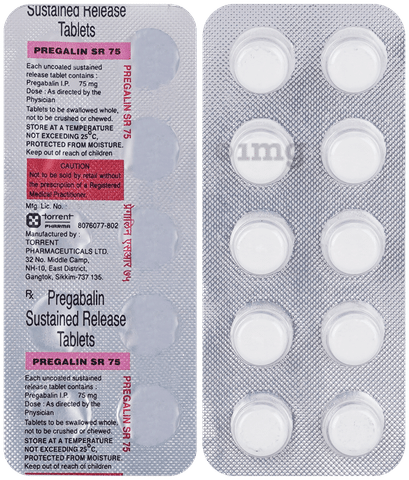 Sustained Release
Tablets
PREGALIN SR 75
Each uncoated sustained
release tablet contains :
Pregabalin I.P. 75 mg
Dose : As directed by the
Physician
Tablets to be swallowed whole,
not to be crushed or chewed.
STORE AT A TEMPERATURE
NOT EXCEEDING 25°C,
PROTECTED FROM MOISTURE.
Keep out of reach of children
CAUTION
Not to be sold by retail without
the prescription of a Registered
Medical Practitioner.
Mfg. Lic. No. :
torrent
PHARMA 8076077-802
Manufactured by :
TORRENT
PHARMACEUTICALS LTD.
32 No. Middle Camp,
NH-10, East District,
Gangtok, Sikkim-737 135.
PREGALIN SR 75
प्रेगालिन एसआर ७५
PREGALIN SR 75
Rx Pregabalin
Sustained Release
Tablets
PREGALIN SR 75
Each uncoated sustained
release tablet contains :
Pregabalin I.P. 75 mg
Dose : As directed by the
Physician
Tablets to be swallowed whole,
not to be crushed or chewed.
STORE AT A TEMPERATURE
NOT EXCEEDING 25°C,
PROTECTED FROM MOISTURE.
Keep out of reach of children
1mg